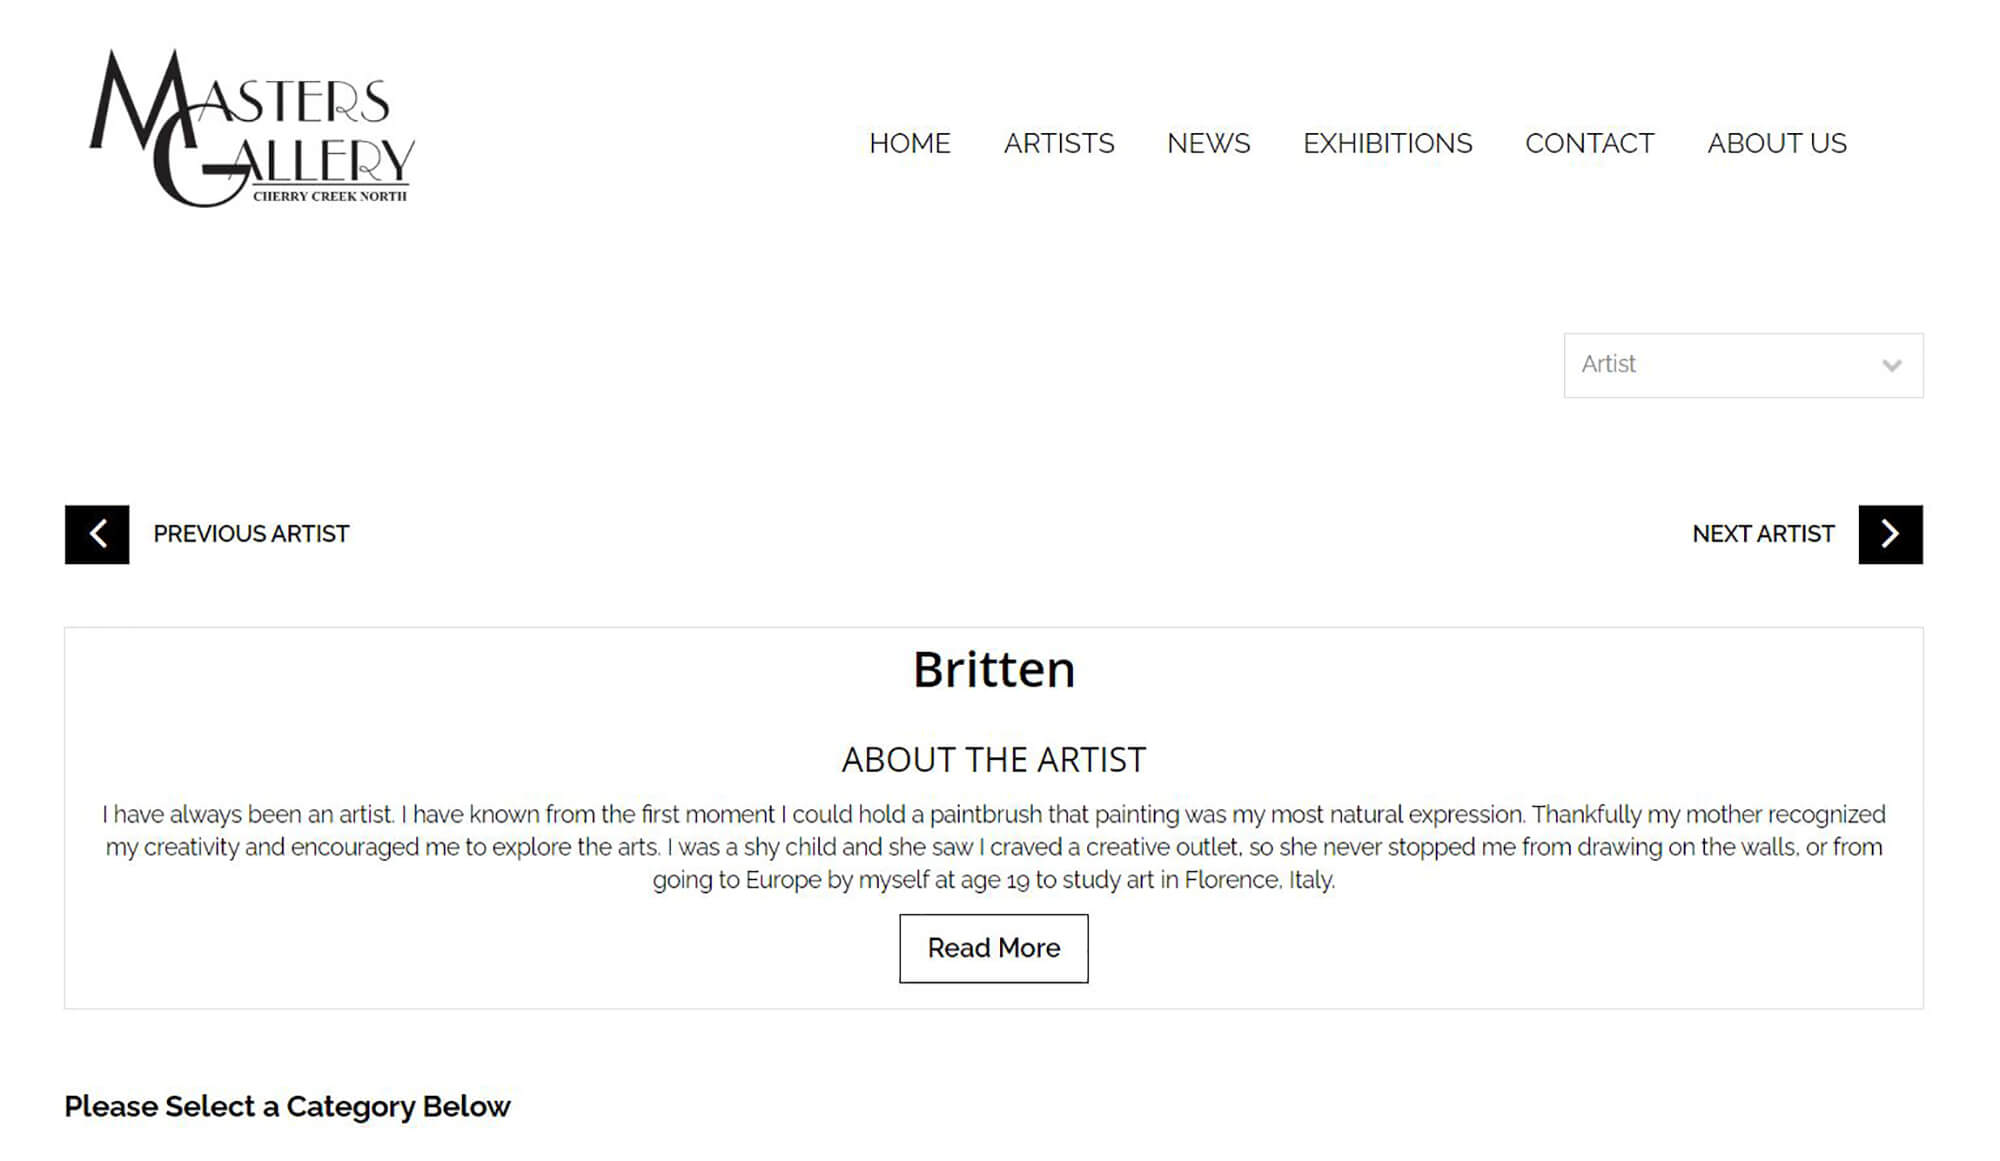 MASTERS
GALLERY
CHERRY CREEK NORTH
HOME ARTISTS NEWS EXHIBITIONS CONTACT ABOUT US
Artist
PREVIOUS ARTIST NEXT ARTIST
Britten
ABOUT THE ARTIST
I have always been an artist. I have known from the first moment I could hold a paintbrush that painting was my most natural expression. Thankfully my mother recognized
my creativity and encouraged me to explore the arts. I was a shy child and she saw I craved a creative outlet, so she never stopped me from drawing on the walls, or from
going to Europe by myself at age 19 to study art in Florence, Italy.
Read More
Please Select a Category Below